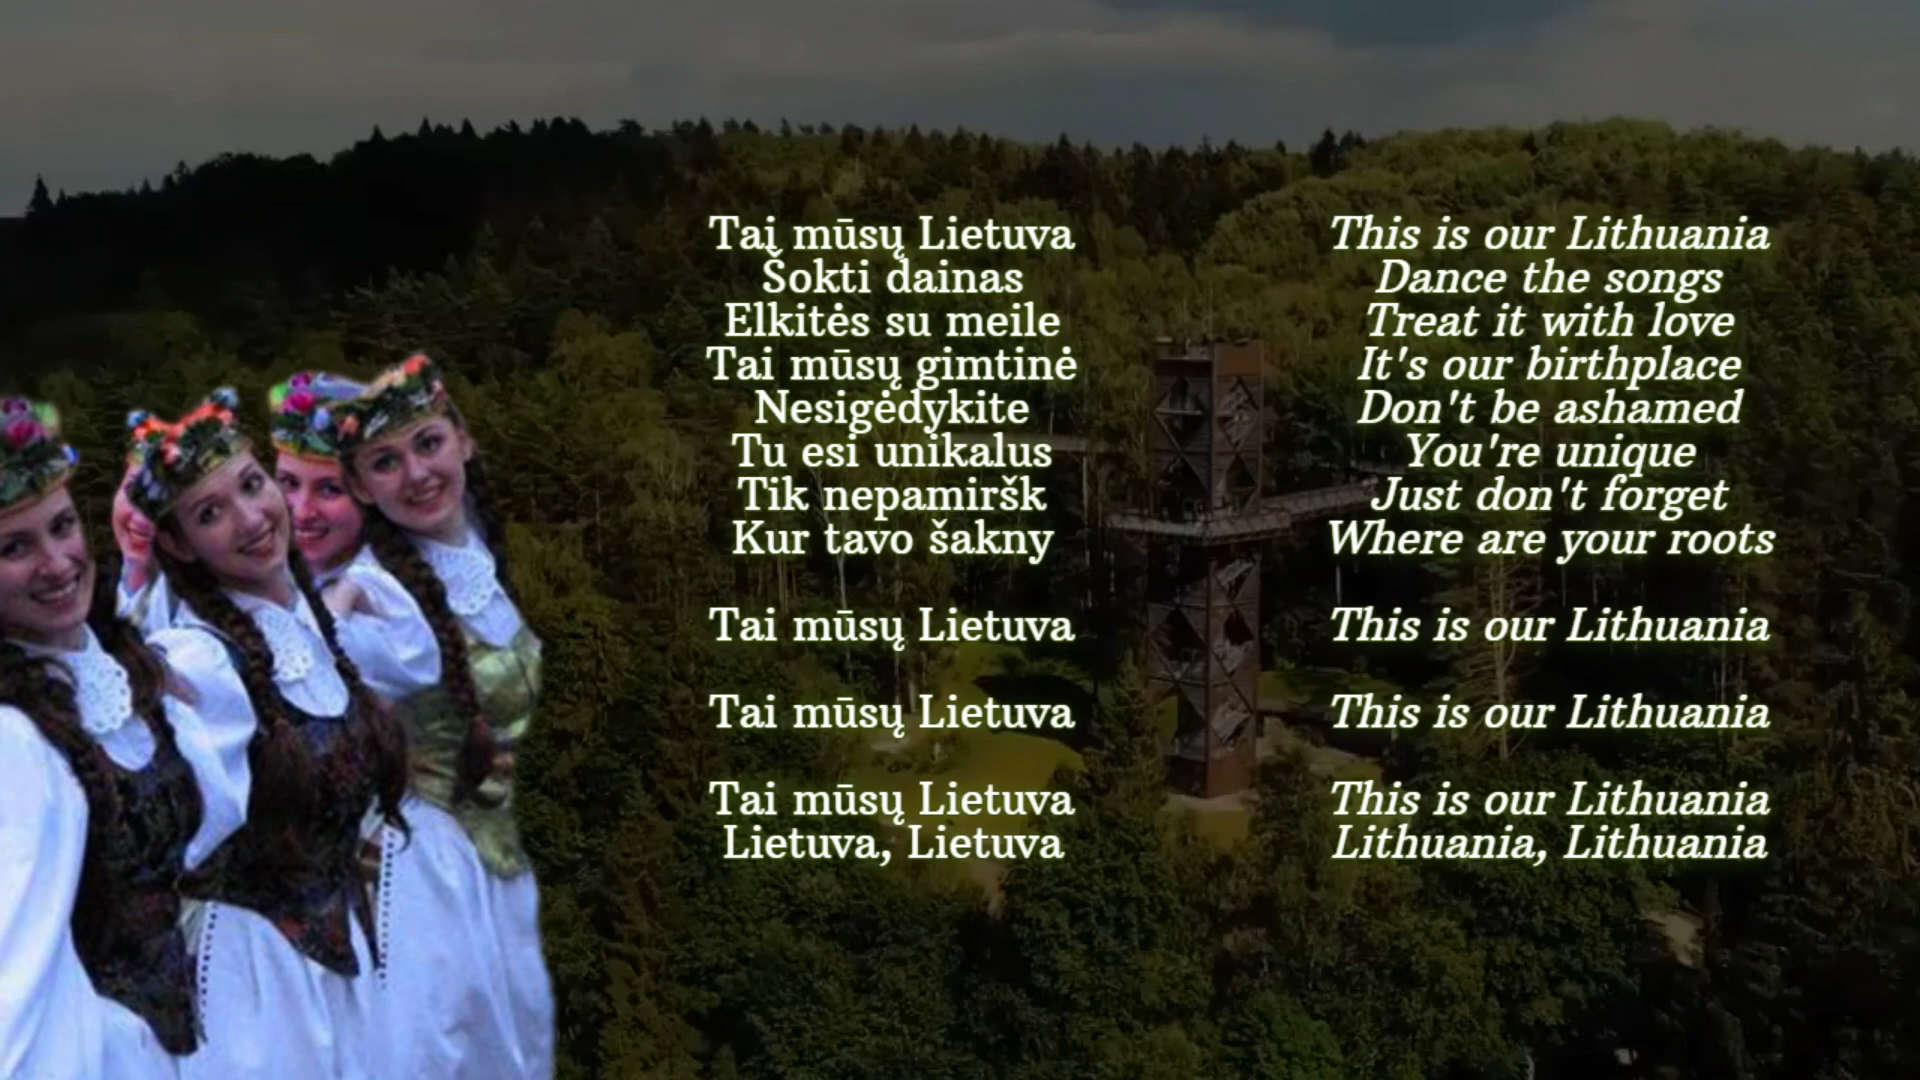 Tai mūsų Lietuva
Šokti dainas
Elkitės su meile
Tai mūsų gimtinė
Nesigėdykite
Tu esi unikalus
Tik nepamiršk
Kur tavo šakny
Tai mūsų Lietuva
Tai mūsų Lietuva
Tai mūsų Lietuva
Lietuva, Lietuva
This is our Lithuania
Dance the songs
Treat it with love
It's our birthplace
Don't be ashamed
You're unique
Just don't forget
Where are your roots
This is our Lithuania
This is our Lithuania
This is our Lithuania
Lithuania, Lithuania